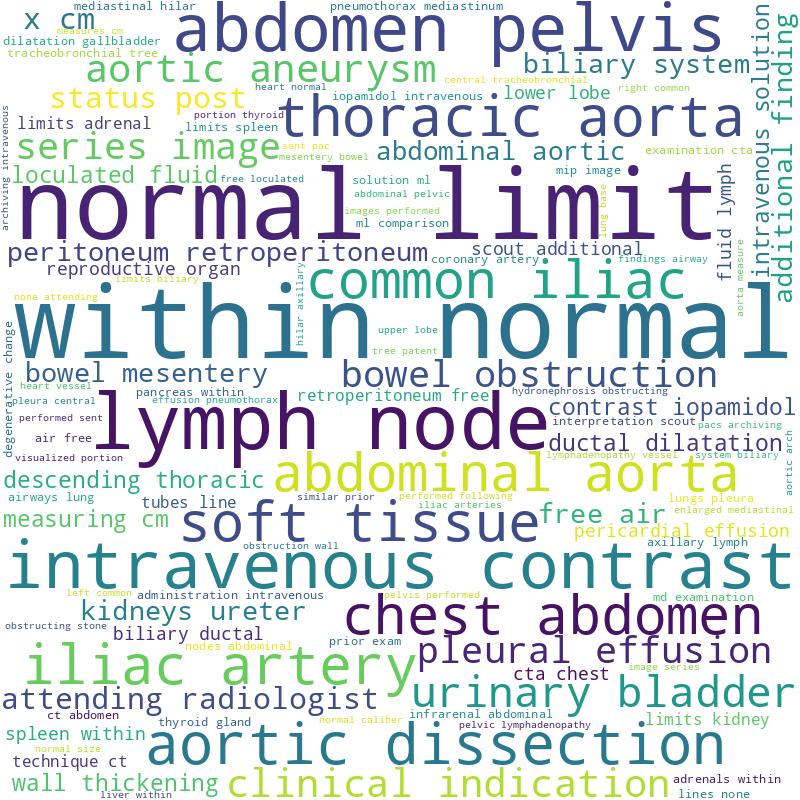 mediastinal hilar
pneumothorax mediastinum
x cm
abdomen pelvis
measures cm
dilatation gallbladder
tracheobronchial tree
biliary system
aortic aneurysm
central tracheobronchial
heart normal
right common
status post
iopamidol intravenous
lower lobe
intravenous solution
additional finding
archiving intravenous
portion thyroid
limits adrenal
limits spleen
thoracic aorta
series image
sent pac
mesentery bowel
abdominal aortic
examination cta
mip image
loculated fluid
free loculated
solution ml
abdominal pelvic
images performed
lung base
fluid lymph
normal limit
ml comparison
peritoneum retroperitoneum
scout additional
reproductive organ
coronary artery
findings airway
aorta measure
limits biliary
hilar axillary
common iliac
none attending
within normal
upper lobe
tree patent
degenerative change
bowel mesentery
bowel obstruction
heart vessel
pancreas within
hydronephrosis obstructing
pleura central
effusion pneumothorax
retroperitoneum free
contrast iopamidol
performed sent
lymph node
interpretation scout
pacs archiving
air free
ductal dilatation
aortic arch
visualized portion
lymphadenopathy vessel
system biliary
abdominal aorta
descending thoracic
airways lung
tubes line
similar prior
performed following
iliac arteries
lungs pleura
enlarged mediastinal
measuring cm
soft tissue
free air
pericardial effusion
obstruction wall
axillary lymph
intravenous contrast
left common
administration intravenous
pelvis performed
md examination
kidneys ureter
chest abdomen
obstructing stone
biliary ductal
prior exam
nodes abdominal
pleural effusion
iliac artery
cta chest
image series
attending radiologist
urinary bladder
ct abdomen
thyroid gland
normal caliber
infrarenal abdominal
pelvic lymphadenopathy
limits kidney
spleen within
normal size
aortic dissection
technique ct
wall thickening
clinical indication
adrenals within
liver within
lines none